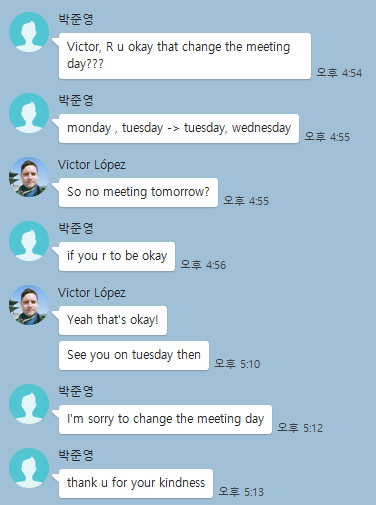 박준영
Victor, R u okay that change the meeting
day???
오후 4:54
박준영
monday , tuesday -> tuesday, wednesday
오후 4:55
Victor López
So no meeting tomorrow?
오후 4:55
박준영
if you r to be okay
오후 4:56
Victor López
Yeah that's okay!
See you on tuesday then
오후 5:10
박준영
I'm sorry to change the meeting day
오후 5:12
박준영
thank u for your kindness
오후 5:13